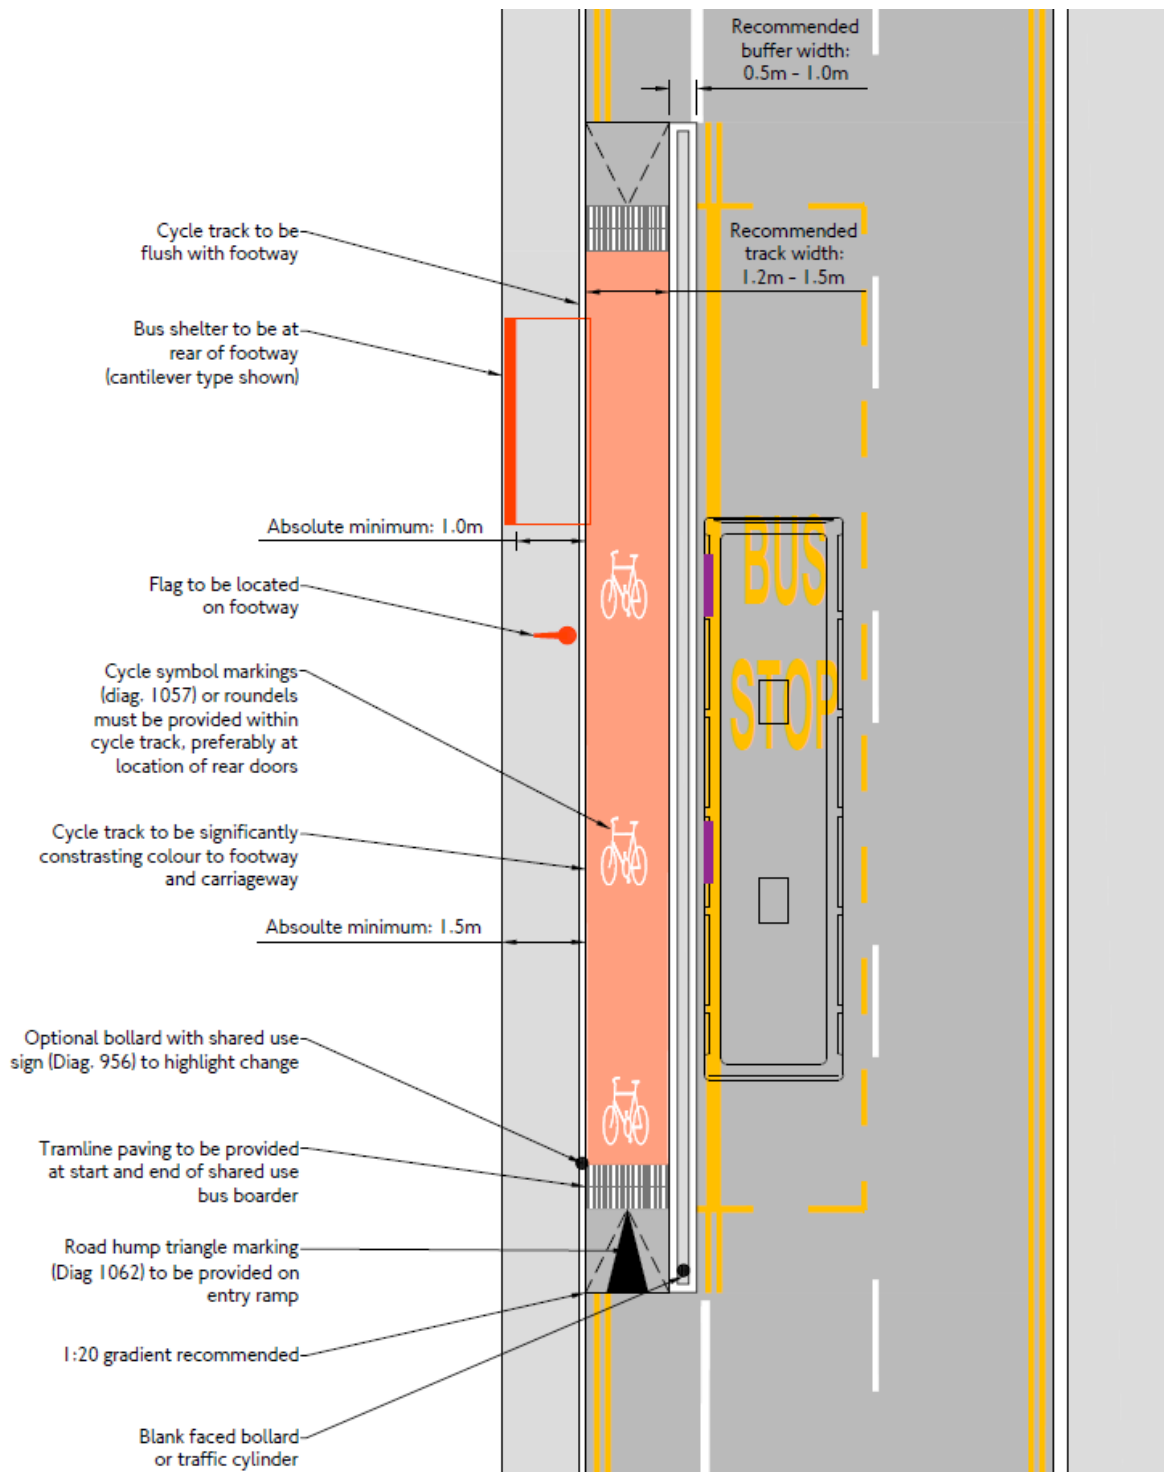 Recommended
buffer width:
0.5m - 1.0m
Cycle track to be
flush with footway
Recommended
track width:
1.2m - 1.5m
Bus shelter to be at
rear of footway
(cantilever type shown)
Absolute minimum: 1.0m
BUS
STOP
Flag to be located
on footway
Cycle symbol markings
(diag. 1057) or roundels
must be provided within
cycle track, preferably at
location of rear doors
Cycle track to be significantly
constrasting colour to footway
and carriageway
Absoulte minimum: 1.5m
Optional bollard with shared use
sign (Diag. 956) to highlight change
Tramline paving to be provided
at start and end of shared use
bus boarder
Road hump triangle marking
(Diag 1062) to be provided on
entry ramp
1:20 gradient recommended
Blank faced bollard
or traffic cylinder